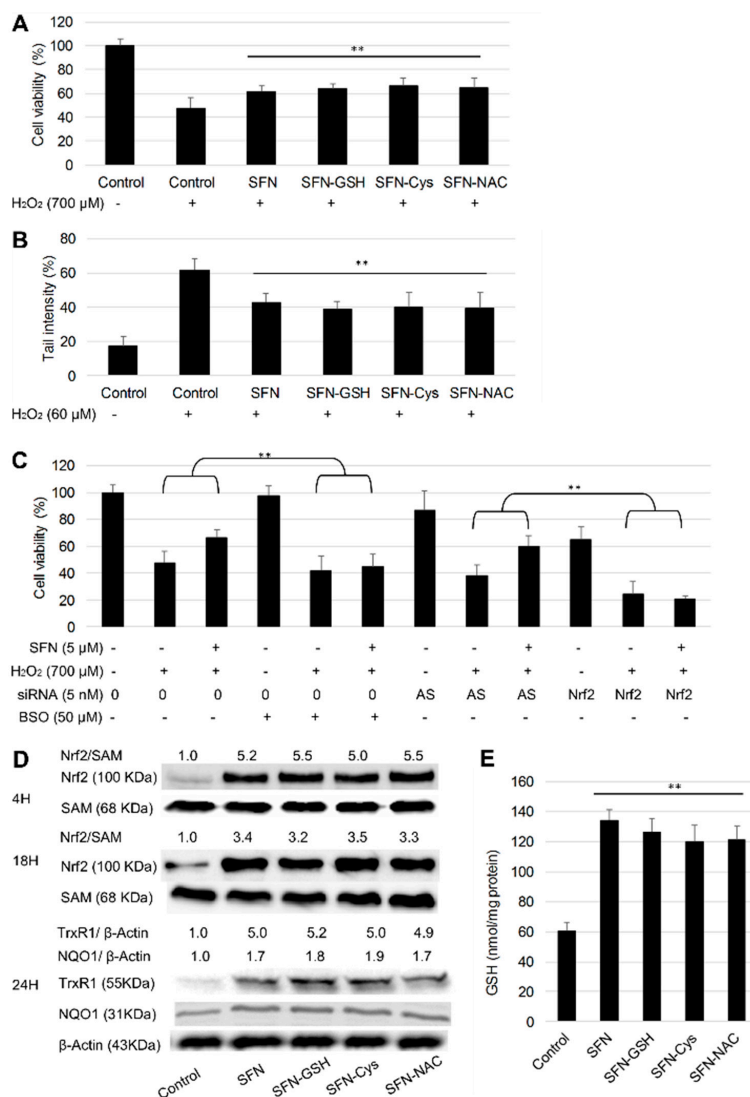 A
**
Cell viability (%)
120
100
80
60
40
20
0
Control Control SFN SFN-GSH SFN-Cys SFN-NAC
H₂O₂ (700 µM) - + + + + +
B
**
Tail intensity (%)
80
60
40
20
0
Control Control SFN SFN-GSH SFN-Cys SFN-NAC
H₂O₂ (60 µM) - + + + + +
C
** **
Cell viability (%)
120
100
80
60
40
20
0
SFN (5 µM) - - + - - + - - + - - +
H₂O₂ (700 µM) - + + - + + - + + - + +
siRNA (5 nM) 0 0 0 0 0 0 AS AS AS Nrf2 Nrf2 Nrf2
BSO (50 µM) - - - + + + - - - - - -
D
Nrf2/SAM 1.0 5.2 5.5 5.0 5.5
Nrf2 (100 KDa)
4H
SAM (68 KDa)
Nrf2/SAM 1.0 3.4 3.2 3.5 3.3
18H
Nrf2 (100 KDa)
SAM (68 KDa)
TrxR1/ β-Actin 1.0 5.0 5.2 5.0 4.9
NQO1/ β-Actin 1.0 1.7 1.8 1.9 1.7
24H
TrxR1 (55KDa)
NQO1 (31KDa)
β-Actin (43KDa)
Control SFN SFN-GSH SFN-Cys SFN-NAC
E
**
GSH (nmol/mg protein)
160
140
120
100
80
60
40
20
0
Control SFN SFN-GSH SFN-Cys SFN-NAC